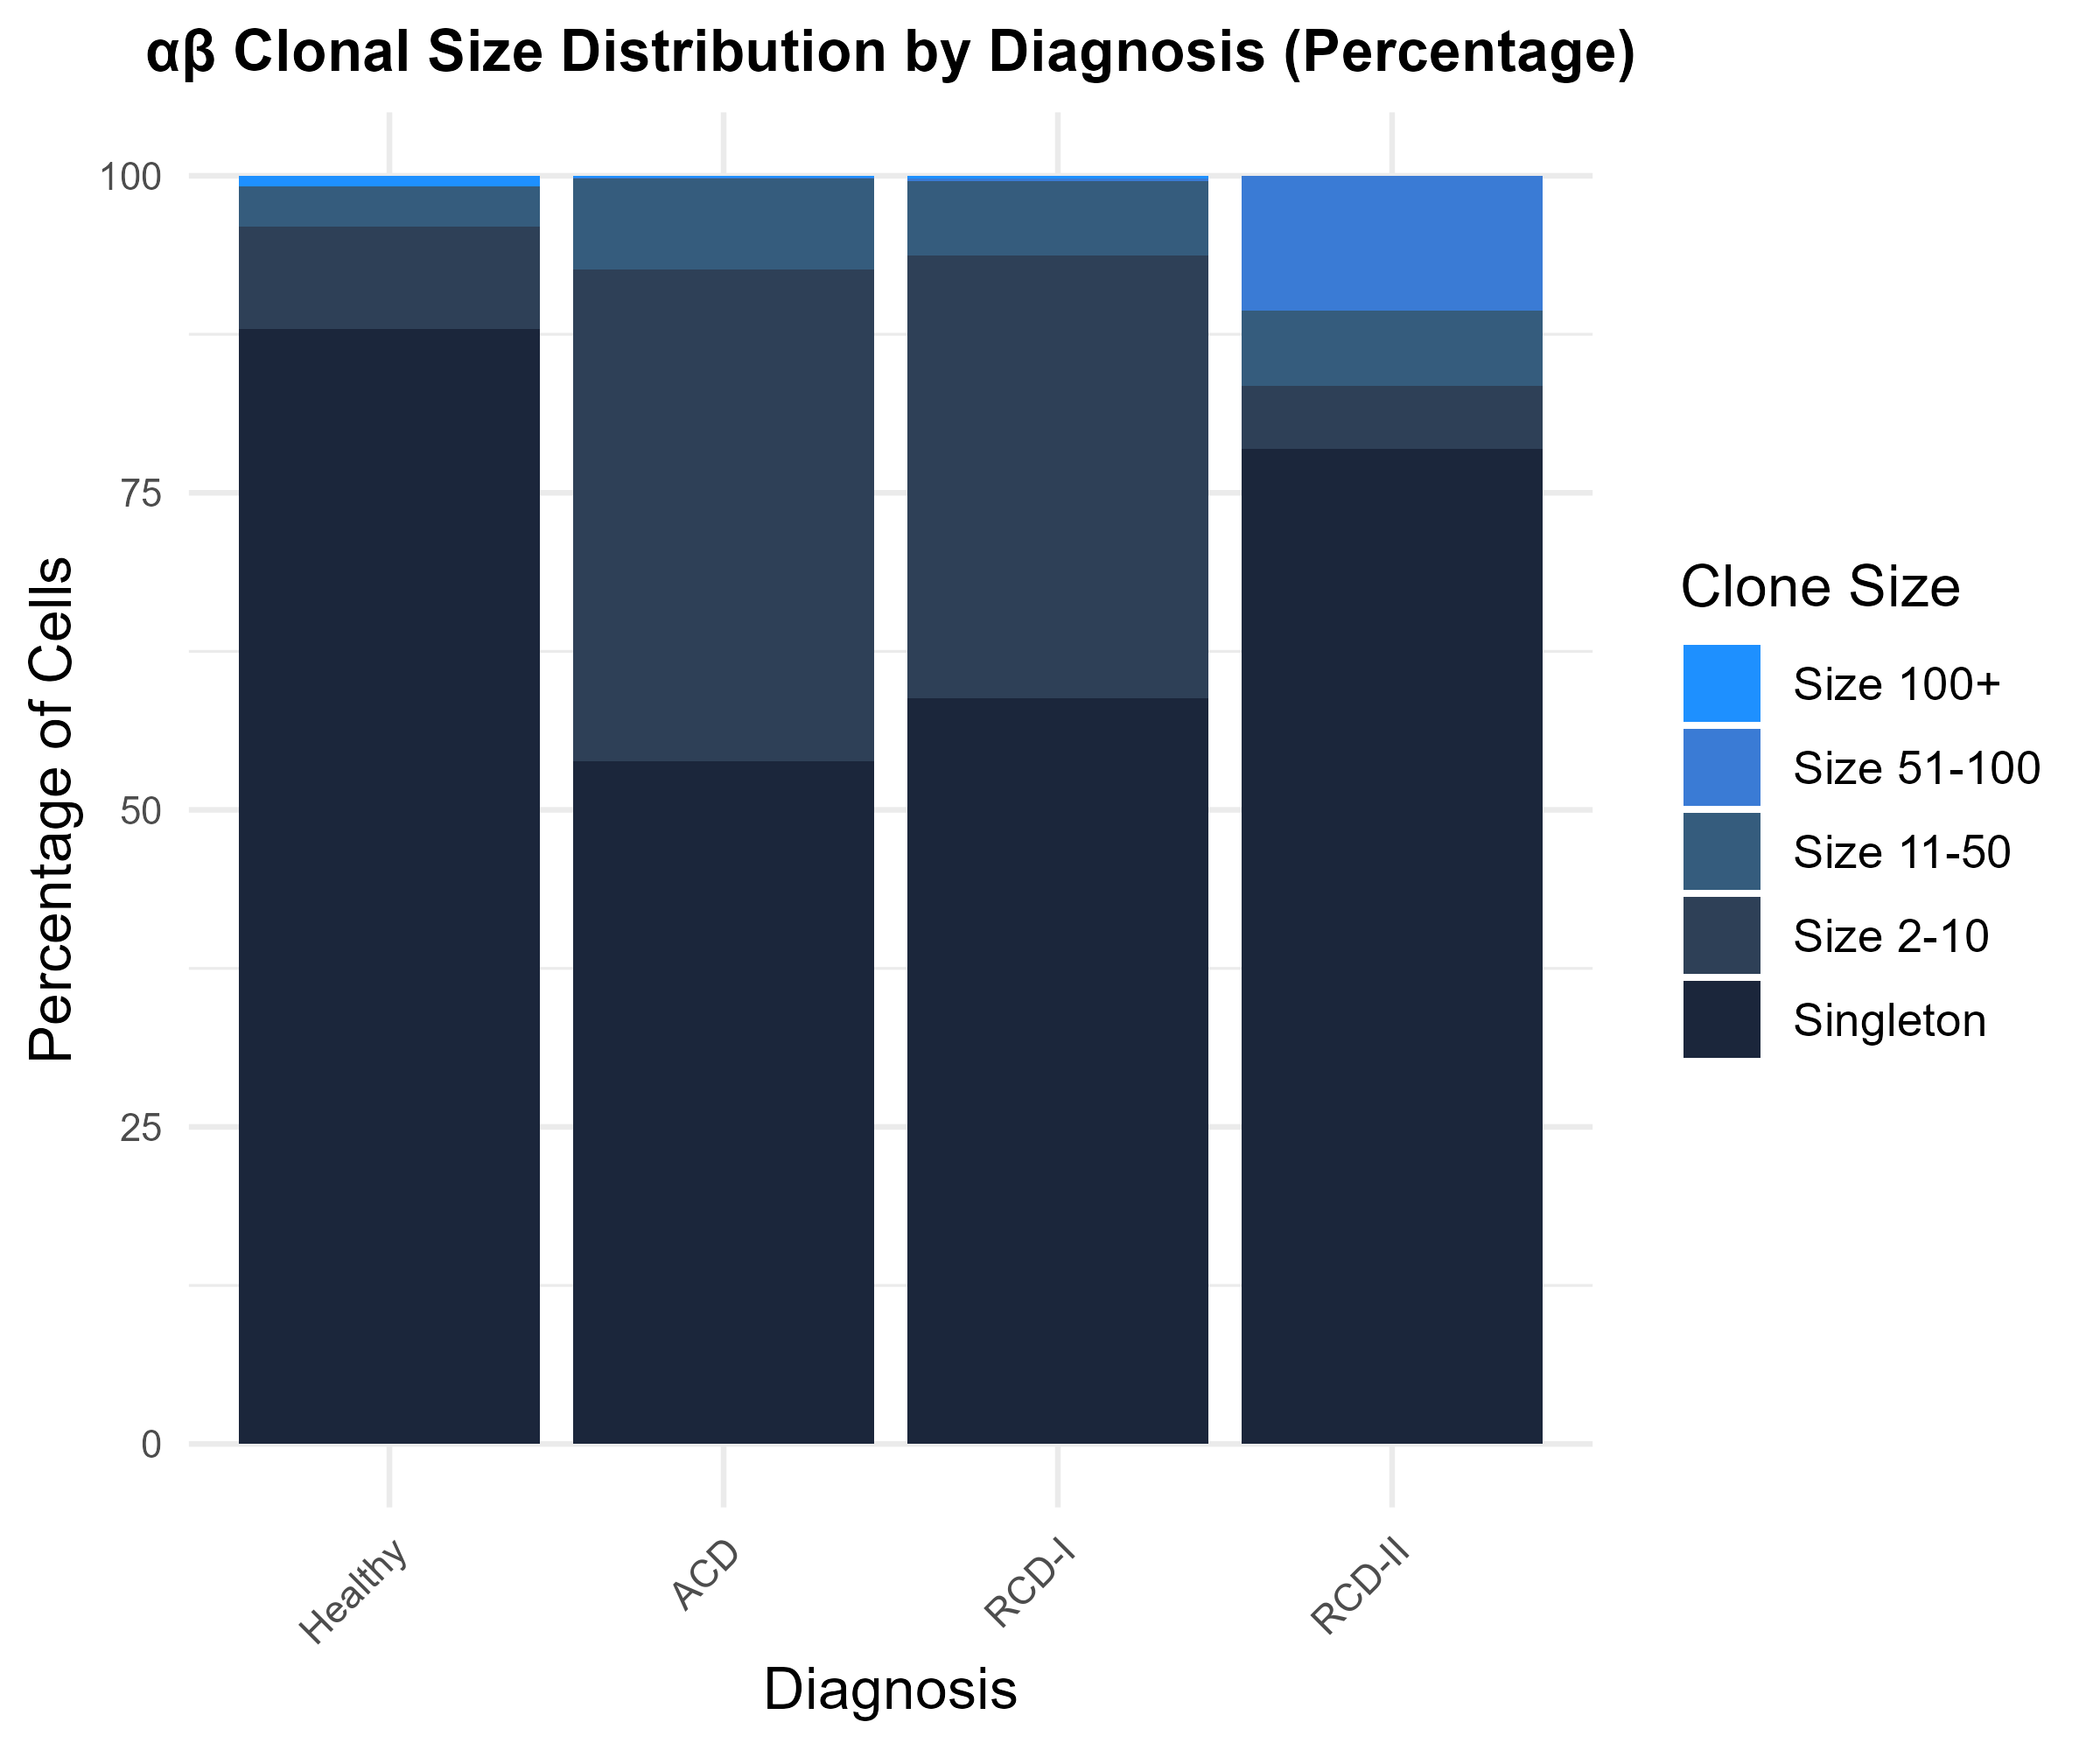 αβ Clonal Size Distribution by Diagnosis (Percentage)
Percentage of Cells
100
75
50
25
0
Healthy
ACD
RCD-I
RCD-II
Diagnosis
Clone Size
Size 100+
Size 51-100
Size 11-50
Size 2-10
Singleton